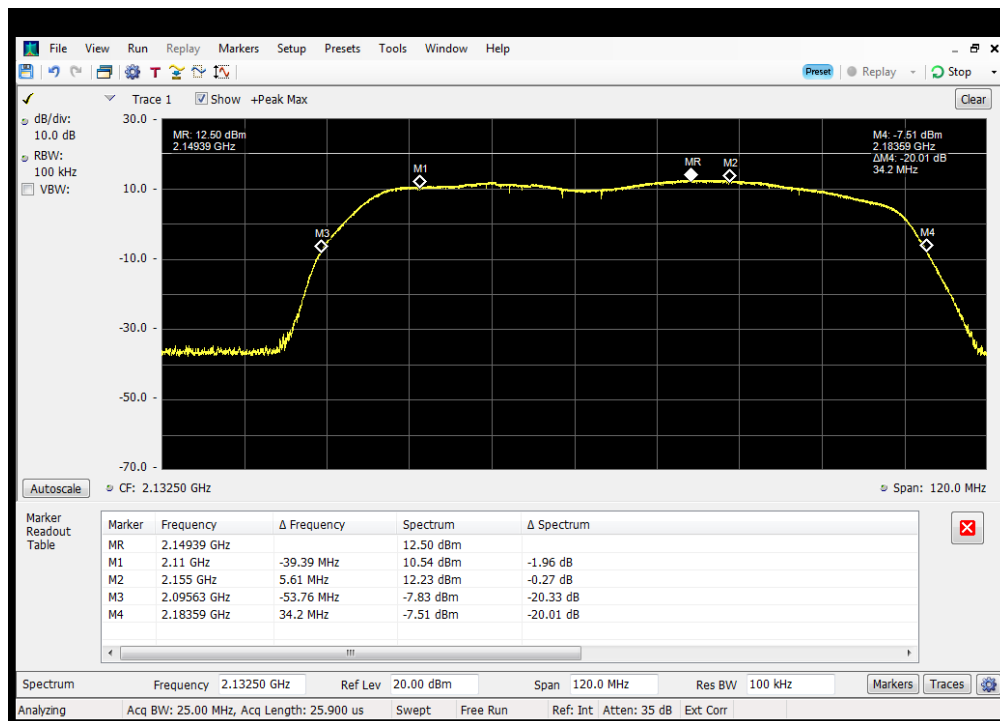 File View Run Replay Markers Setup Presets Tools Window Help
Preset Replay Stop
Trace 1 Show +Peak Max Clear
dB/div:
10.0 dB
RBW:
100 kHz
VBW:
30.0
10.0
-10.0
-30.0
-50.0
-70.0
MR: 12.50 dBm
2.14939 GHz
M4: -7.51 dBm
2.18359 GHz
ΔM4: -20.01 dB
34.2 MHz
M1
MR
M2
M3
M4
Autoscale CF: 2.13250 GHz Span: 120.0 MHz
Marker
Readout
Table
Marker Frequency Δ Frequency Spectrum Δ Spectrum
MR 2.14939 GHz 12.50 dBm
M1 2.11 GHz -39.39 MHz 10.54 dBm -1.96 dB
M2 2.155 GHz 5.61 MHz 12.23 dBm -0.27 dB
M3 2.09563 GHz -53.76 MHz -7.83 dBm -20.33 dB
M4 2.18359 GHz 34.2 MHz -7.51 dBm -20.01 dB
Spectrum Frequency 2.13250 GHz Ref Lev 20.00 dBm Span 120.0 MHz Res BW 100 kHz Markers Traces
Analyzing Acq BW: 25.00 MHz, Acq Length: 25.900 us Swept Free Run Ref: Int Atten: 35 dB Ext Corr